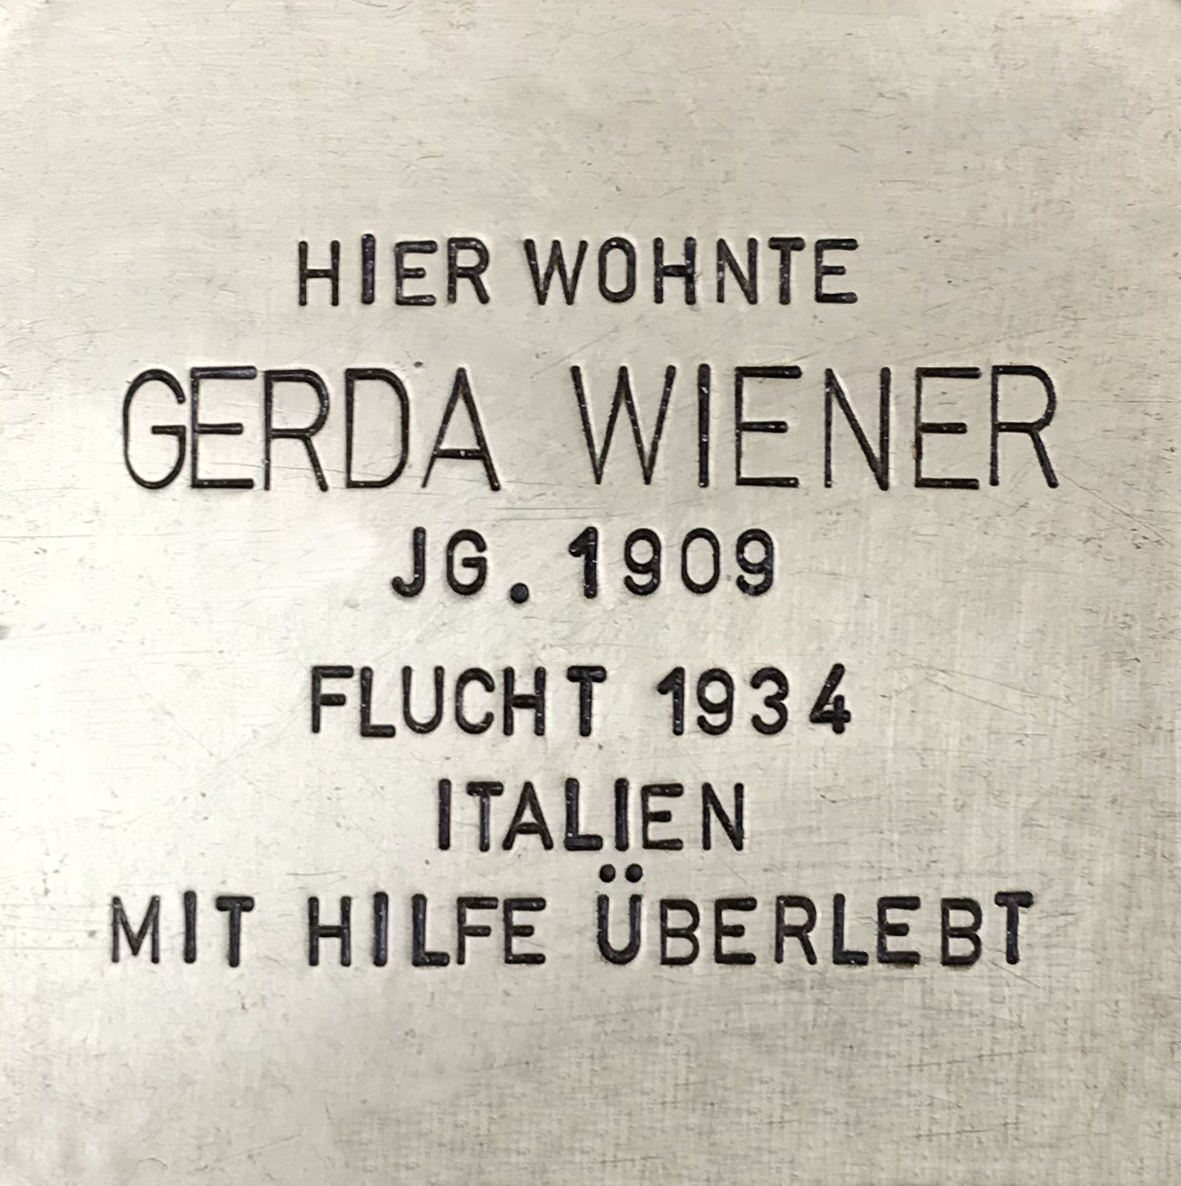 HIER WOHNTE
GERDA WIENER
JG. 1909
FLUCHT 1934
ITALIEN
MIT HILFE ÜBERLEBT